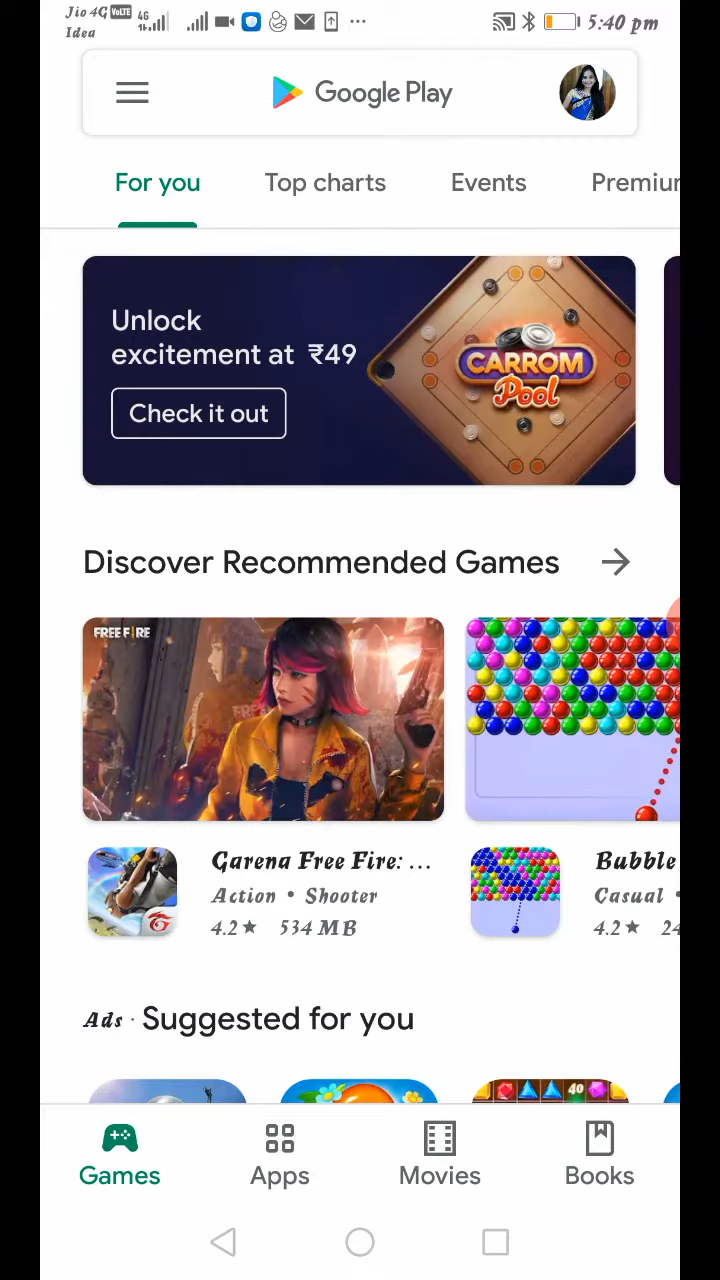 Jio 4G VoLTE 4G 5:40 pm
Idea
Google Play
For you Top charts Events
Unlock
excitement at ₹49
Check it out
CARROM
Pool
Discover Recommended Games
FREE FIRE
Garena Free Fire: ... Bubble
Action • Shooter Casual •
4.2★ 534 MB 4.2★ 24
Ads · Suggested for you
40
Games Apps Movies Books